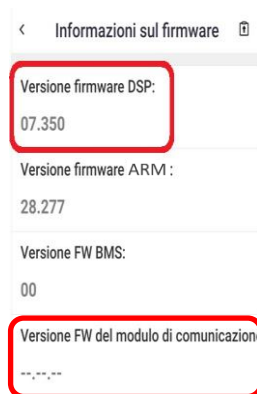 Informazioni sul firmware
Versione firmware DSP:
07.350
Versione firmware ARM :
28.277
Versione FW BMS:
00
Versione FW del modulo di comunicazione
--.--.--